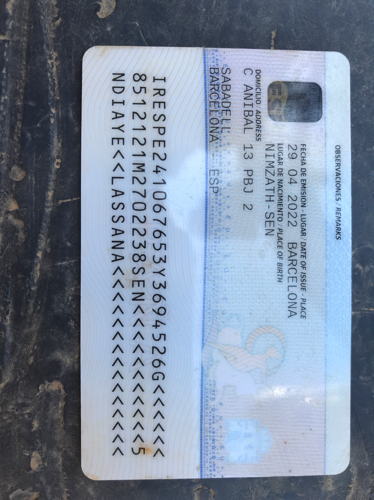 OBSERVACIONES / REMARKS
FECHA DE EMISIÓN - LUGAR / DATE OF ISSUE - PLACE
29 04 2022 BARCELONA
LUGAR DE NACIMIENTO / PLACE OF BIRTH
NIMZATH-SEN
DOMICILIO / ADDRESS
C ANIBAL 13 PBJ 2
SABADELL
BARCELONA ESP
IRESPE241067653Y3694526G<<<<<<
8512121M2702238SEN<<<<<<<<<<<5
NDIAYE<<LASSANA<<<<<<<<<<<<<<<